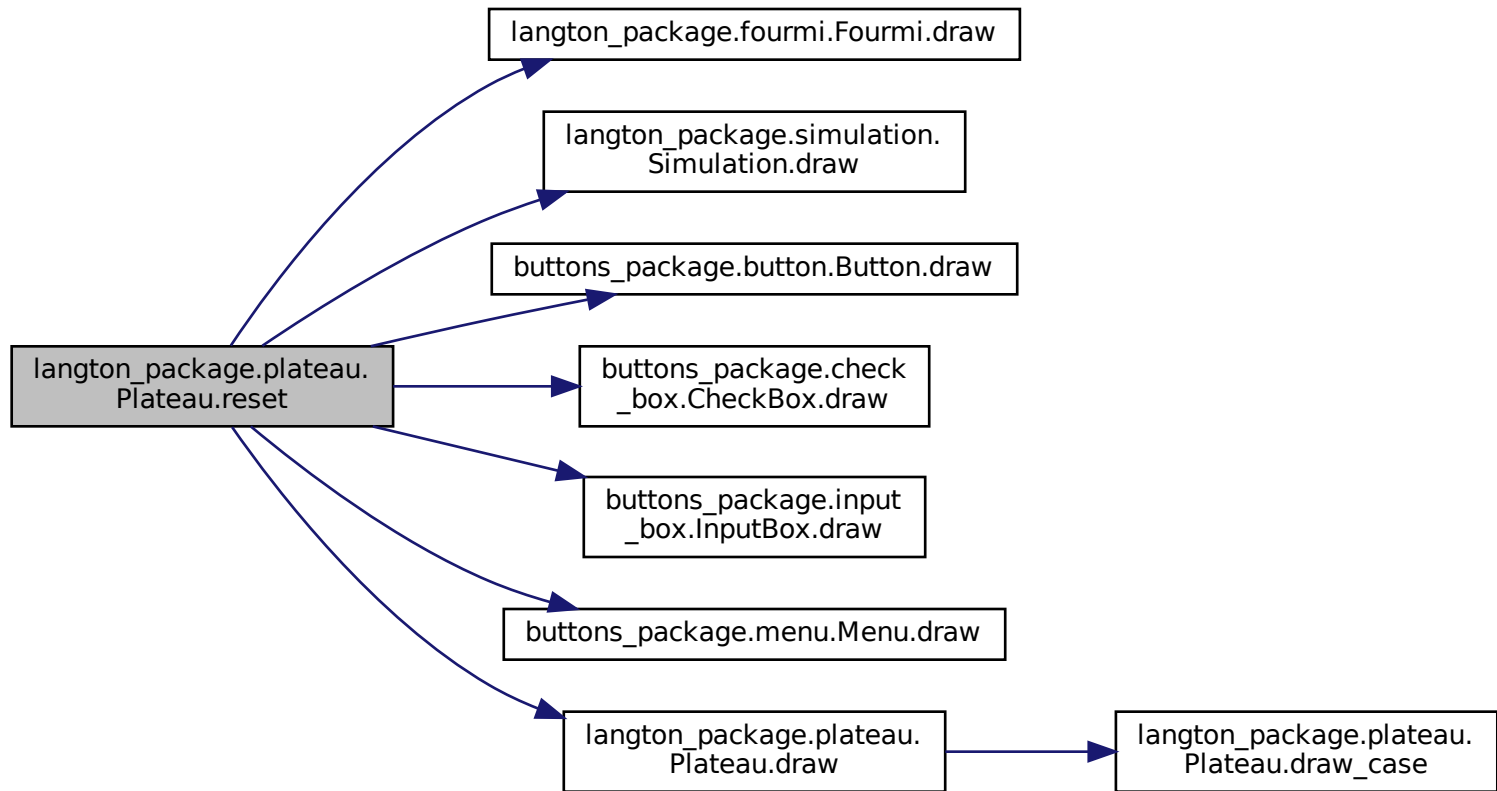 langton_package.fourmi.Fourmi.draw
langton_package.simulation.
Simulation.draw
buttons_package.button.Button.draw
langton_package.plateau.
Plateau.reset
buttons_package.check
_box.CheckBox.draw
buttons_package.input
_box.InputBox.draw
buttons_package.menu.Menu.draw
langton_package.plateau.
Plateau.draw
langton_package.plateau.
Plateau.draw_case